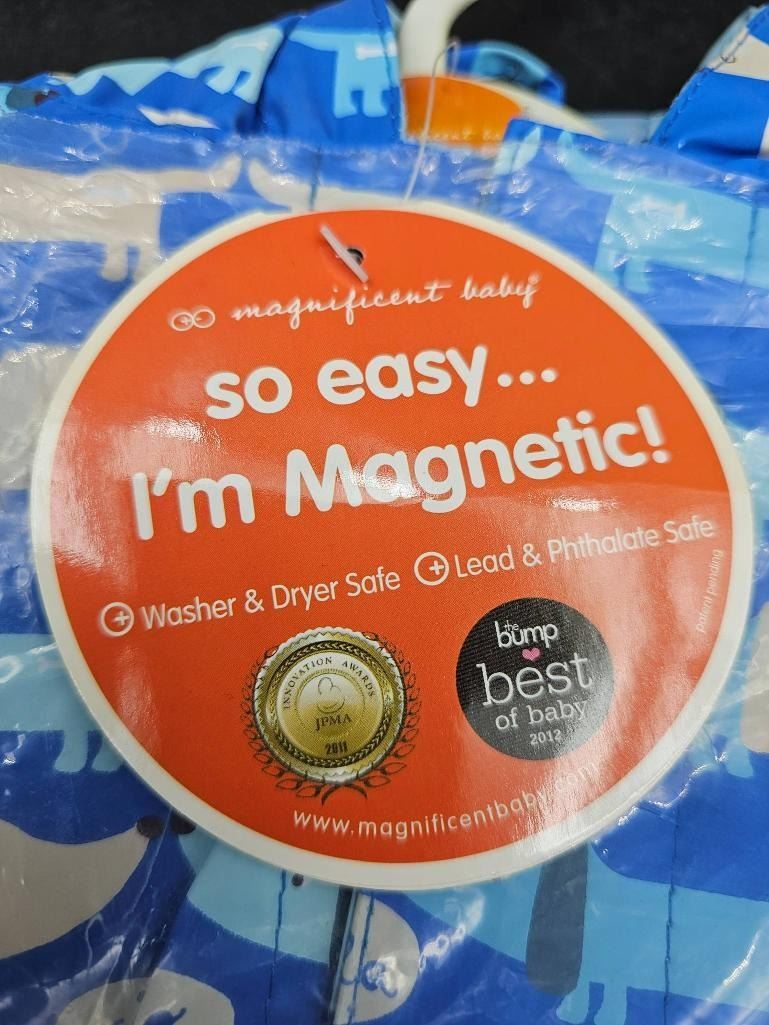 magnificent baby®
so easy...
I'm Magnetic!
Washer & Dryer Safe
Lead & Phthalate Safe
Patent pending
INNOVATION AWARDS
JPMA
2011
the
bump
best
of baby
2012
www.magnificentbaby.com